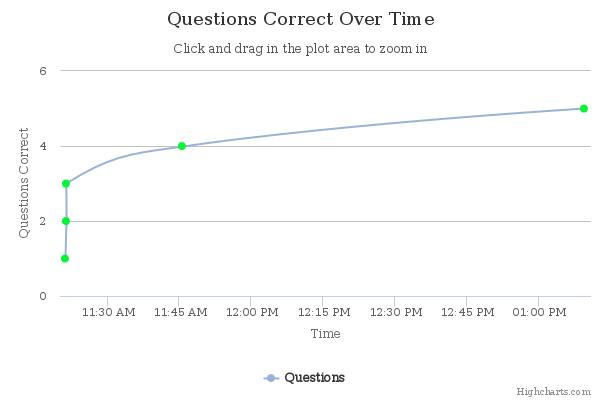 Questions Correct Over Time
Click and drag in the plot area to zoom in
Questions Correct
6
4
2
0
11:30 AM 11:45 AM 12:00 PM 12:15 PM 12:30 PM 12:45 PM 01:00 PM
Time
Questions
Highcharts.com